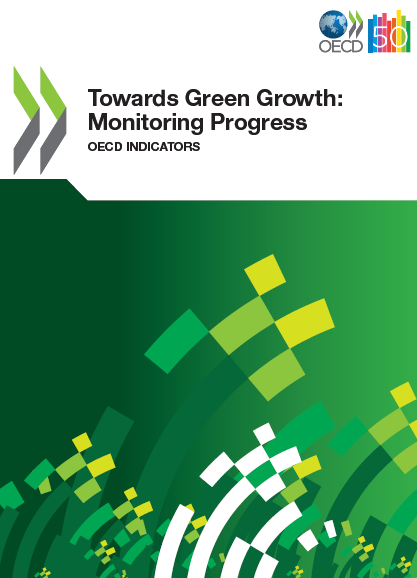 OECD 50
Towards Green Growth:
Monitoring Progress
OECD INDICATORS